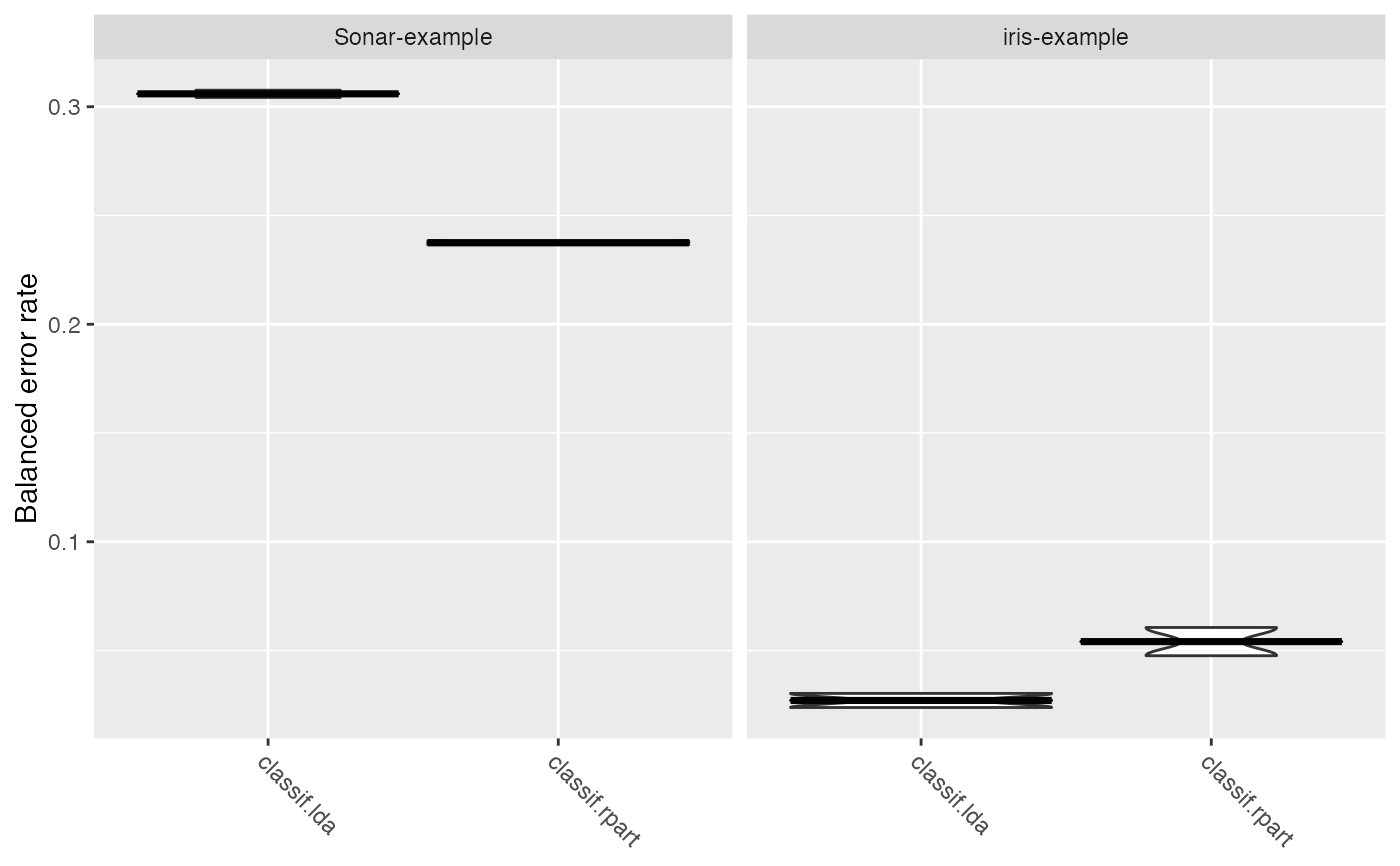 Sonar-example
iris-example
Balanced error rate
0.3
0.2
0.1
classif.lda
classif.rpart
classif.lda
classif.rpart